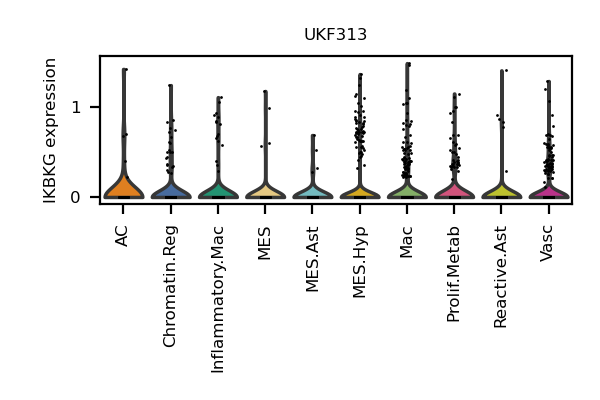 UKF313
IKBKG expression
1
0
AC
Chromatin.Reg
Inflammatory.Mac
MES
MES.Ast
MES.Hyp
Mac
Prolif.Metab
Reactive.Ast
Vasc